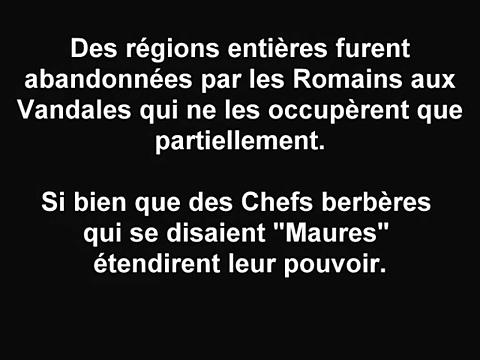 Des régions entières furent
abandonnées par les Romains aux
Vandales qui ne les occupèrent que
partiellement.
Si bien que des Chefs berbères
qui se disaient "Maures"
étendirent leur pouvoir.